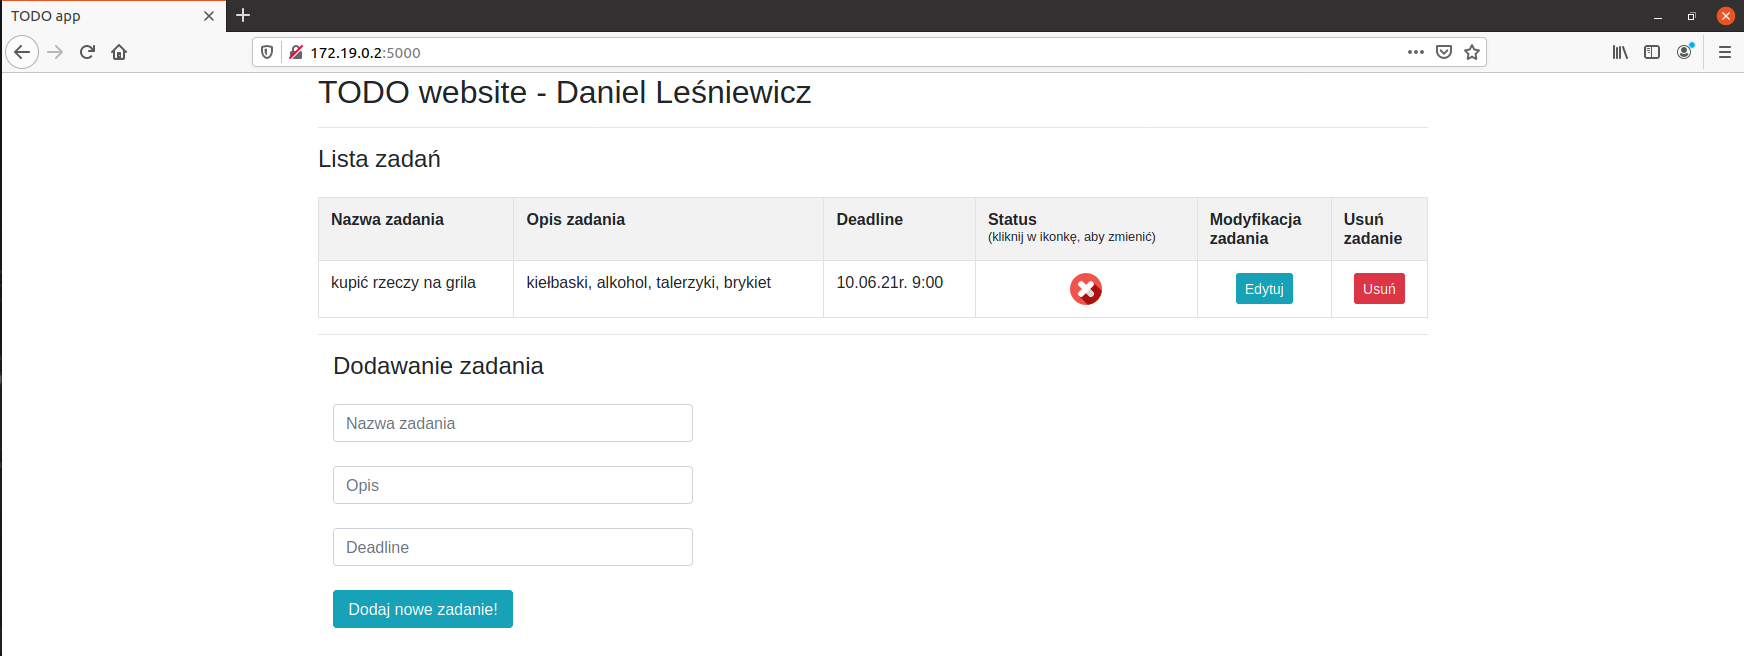 TODO app
172.19.0.2:5000
TODO website - Daniel Leśniewicz
Lista zadań
Nazwa zadania
Opis zadania
Deadline
Status
(kliknij w ikonkę, aby zmienić)
Modyfikacja
zadania
Usuń
zadanie
kupić rzeczy na grila
kiełbaski, alkohol, talerzyki, brykiet
10.06.21r. 9:00
Edytuj
Usuń
Dodawanie zadania
Nazwa zadania
Opis
Deadline
Dodaj nowe zadanie!